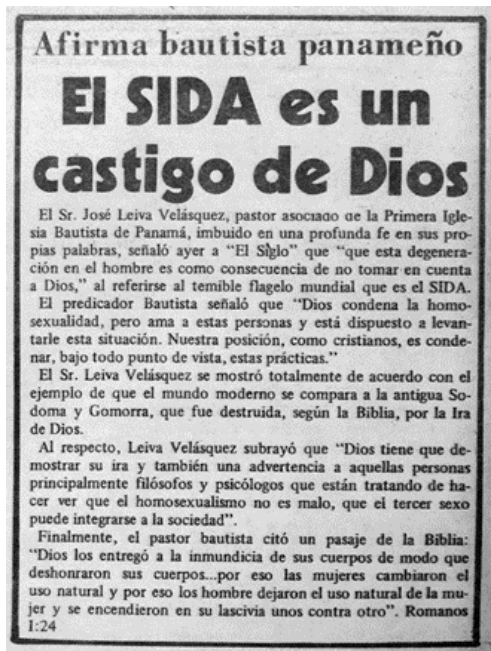 Afirma bautista panameño
El SIDA es un
castigo de Dios
El Sr. José Leiva Velásquez, pastor asociado de la Primera Igle-
sia Bautista de Panamá, imbuido en una profunda fe en sus pro-
pias palabras, señaló ayer a "El Siglo" que "que esta degenera-
ción en el hombre es como consecuencia de no tomar en cuenta
a Dios," al referirse al temible flagelo mundial que es el SIDA.
El predicador Bautista señaló que "Dios condena la homo-
sexualidad, pero ama a estas personas y está dispuesto a levan-
tarle esta situación. Nuestra posición, como cristianos, es conde-
nar, bajo todo punto de vista, estas prácticas."
El Sr. Leiva Velásquez se mostró totalmente de acuerdo con el
ejemplo de que el mundo moderno se compara a la antigua So-
doma y Gomorra, que fue destruida, según la Biblia, por la Ira
de Dios.
Al respecto, Leiva Velásquez subrayó que "Dios tiene que de-
mostrar su ira y también una advertencia a aquellas personas
principalmente filósofos y psicólogos que están tratando de ha-
cer ver que el homosexualismo no es malo, que el tercer sexo
puede integrarse a la sociedad".
Finalmente, el pastor bautista citó un pasaje de la Biblia:
"Dios los entregó a la inmundicia de sus cuerpos de modo que
deshonraron sus cuerpos...por eso las mujeres cambiaron el
uso natural y por eso los hombre dejaron el uso natural de la mu-
jer y se encendieron en su lascivia unos contra otro". Romanos
1:24